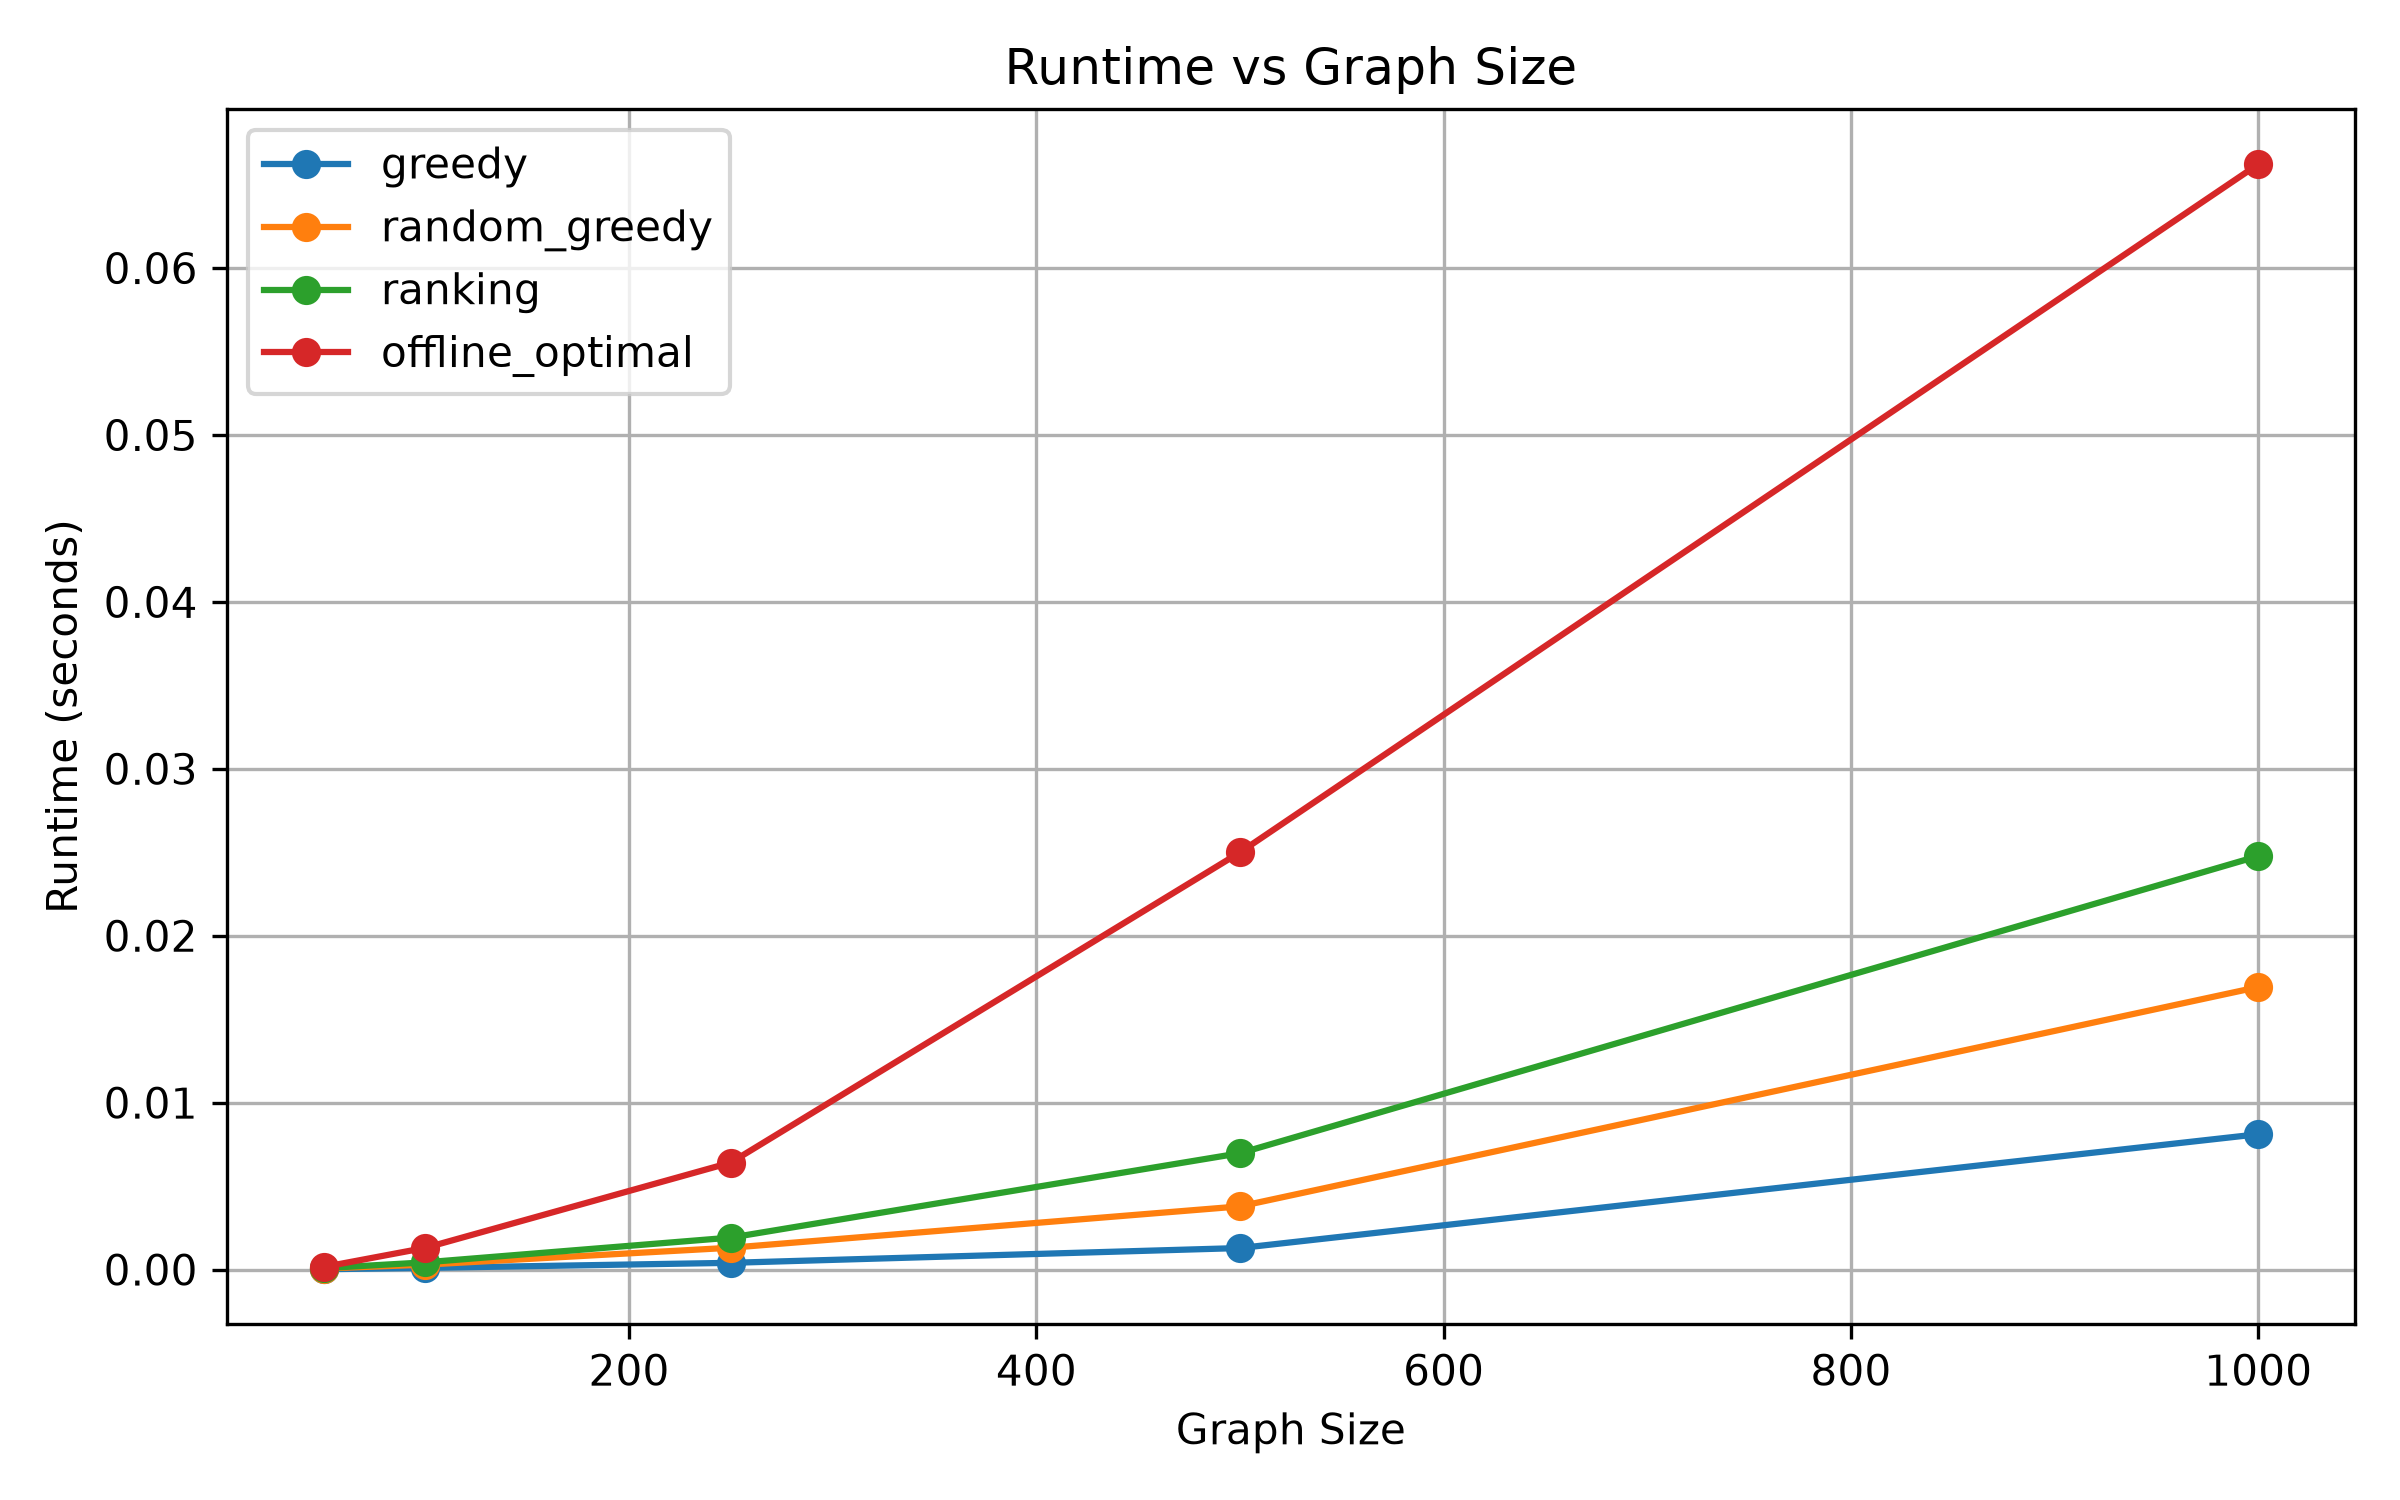 Runtime vs Graph Size
greedy
random_greedy
ranking
offline_optimal
0.06
0.05
0.04
0.03
0.02
0.01
0.00
Runtime (seconds)
200 400 600 800 1000
Graph Size